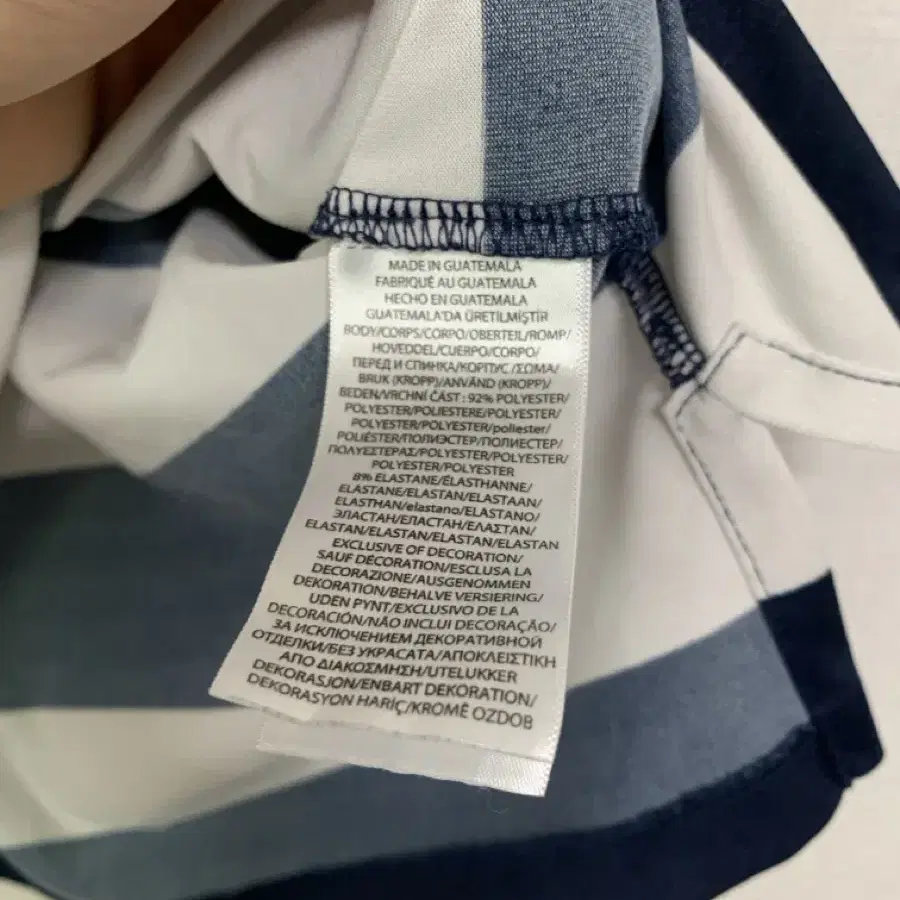 MADE IN GUATEMALA
FABRIQUÉ AU GUATEMALA
HECHO EN GUATEMALA
GUATEMALA'DA ÜRETİLMİŞTİR
BODY/CORPS/CORPO/OBERTEIL/ROMP/
HOVEDDEL/CUERPO/CORPO/
ПЕРЕД И СПИНКА/КОРПУС/ΣΩΜΑ/
BRUK (KROPP)/ANVÄND (KROPP)/
BEDEN/VRCHNÍ ČÁST : 92% POLYESTER/
POLYESTER/POLIESTERE/POLYESTER/
POLYESTER/POLYESTER/poliester/
POLIÉSTER/ПОЛИЭСТЕР/ПОЛИЕСТЕР/
ΠΟΛΥΕΣΤΕΡΑΣ/POLYESTER/POLYESTER/
POLYESTER/POLYESTER
8% ELASTANE/ÉLASTHANNE/
ELASTANE/ELASTAN/ELASTAAN/
ELASTHAN/elastano/ELASTANO/
ЭЛАСТАН/ЕЛАСТАН/ΕΛΑΣΤΑΝ/
ELASTAN/ELASTAN/ELASTAN/ELASTAN
EXCLUSIVE OF DECORATION/
SAUF DÉCORATION/ESCLUSA LA
DECORAZIONE/AUSGENOMMEN
DEKORATION/BEHALVE VERSIERING/
UDEN PYNT/EXCLUSIVO DE LA
DECORACIÓN/NÃO INCLUI DECORAÇÃO/
ЗА ИСКЛЮЧЕНИЕМ ДЕКОРАТИВНОЙ
ОТДЕЛКИ/БЕЗ УКРАСАТА/ΑΠΟΚΛΕΙΣΤΙΚΗ
ΑΠΟ ΔΙΑΚΟΣΜΗΣΗ/UTELUKKER
DEKORASJON/ENBART DEKORATION/
DEKORASYON HARİÇ/KROMĚ OZDOB